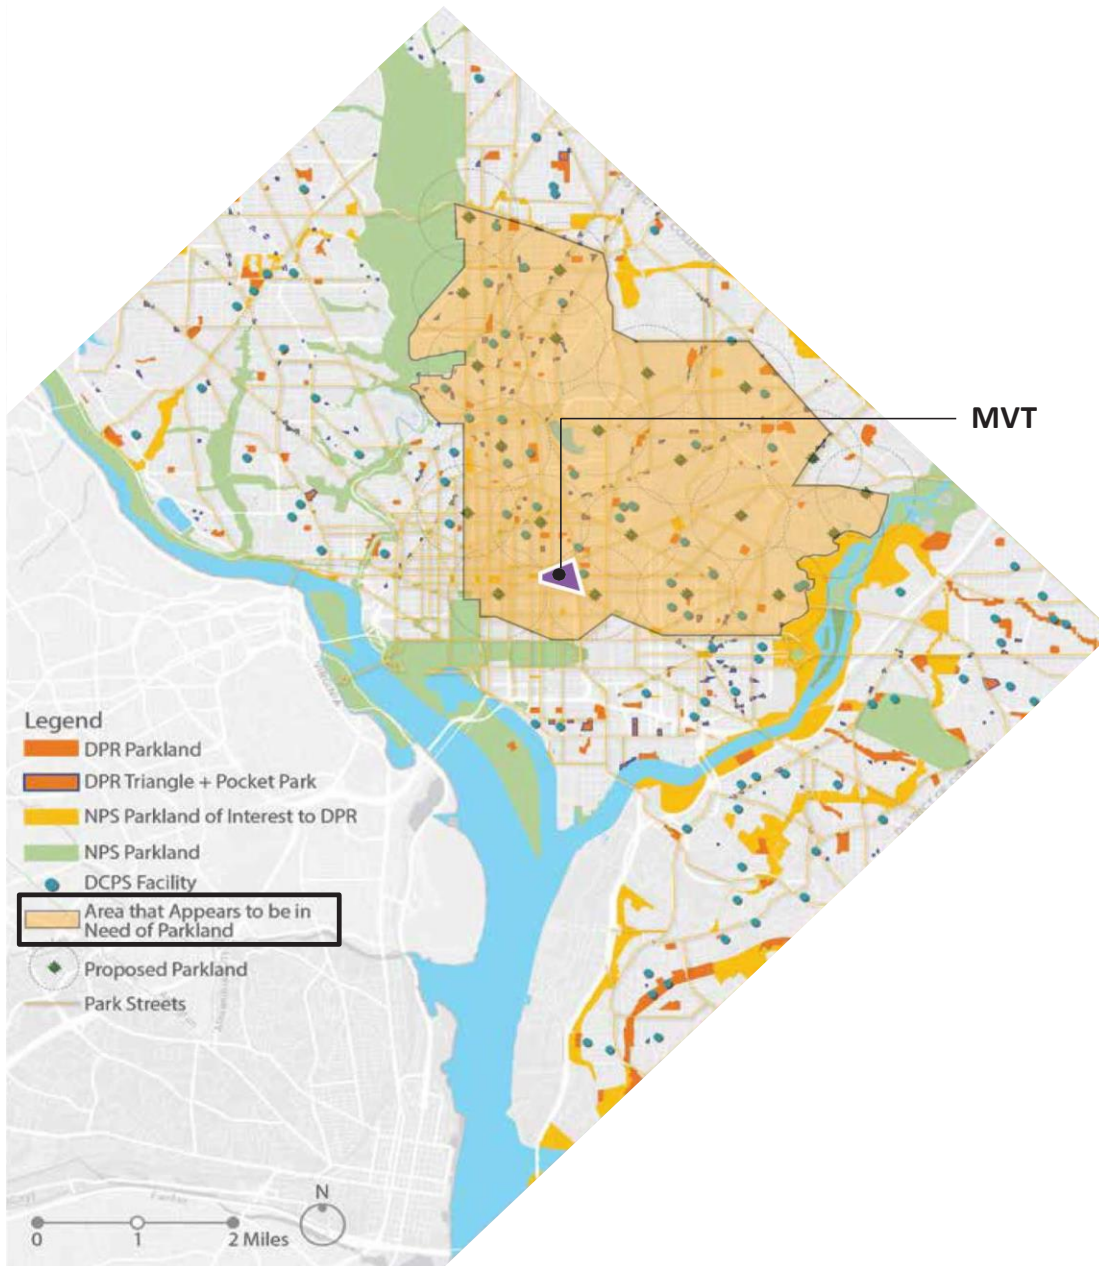 MVT
VIRGINIA
Legend
DPR Parkland
DPR Triangle + Pocket Park
NPS Parkland of Interest to DPR
NPS Parkland
DCPS Facility
Area that Appears to be in
Need of Parkland
Proposed Parkland
Park Streets
N
0 1 2 Miles